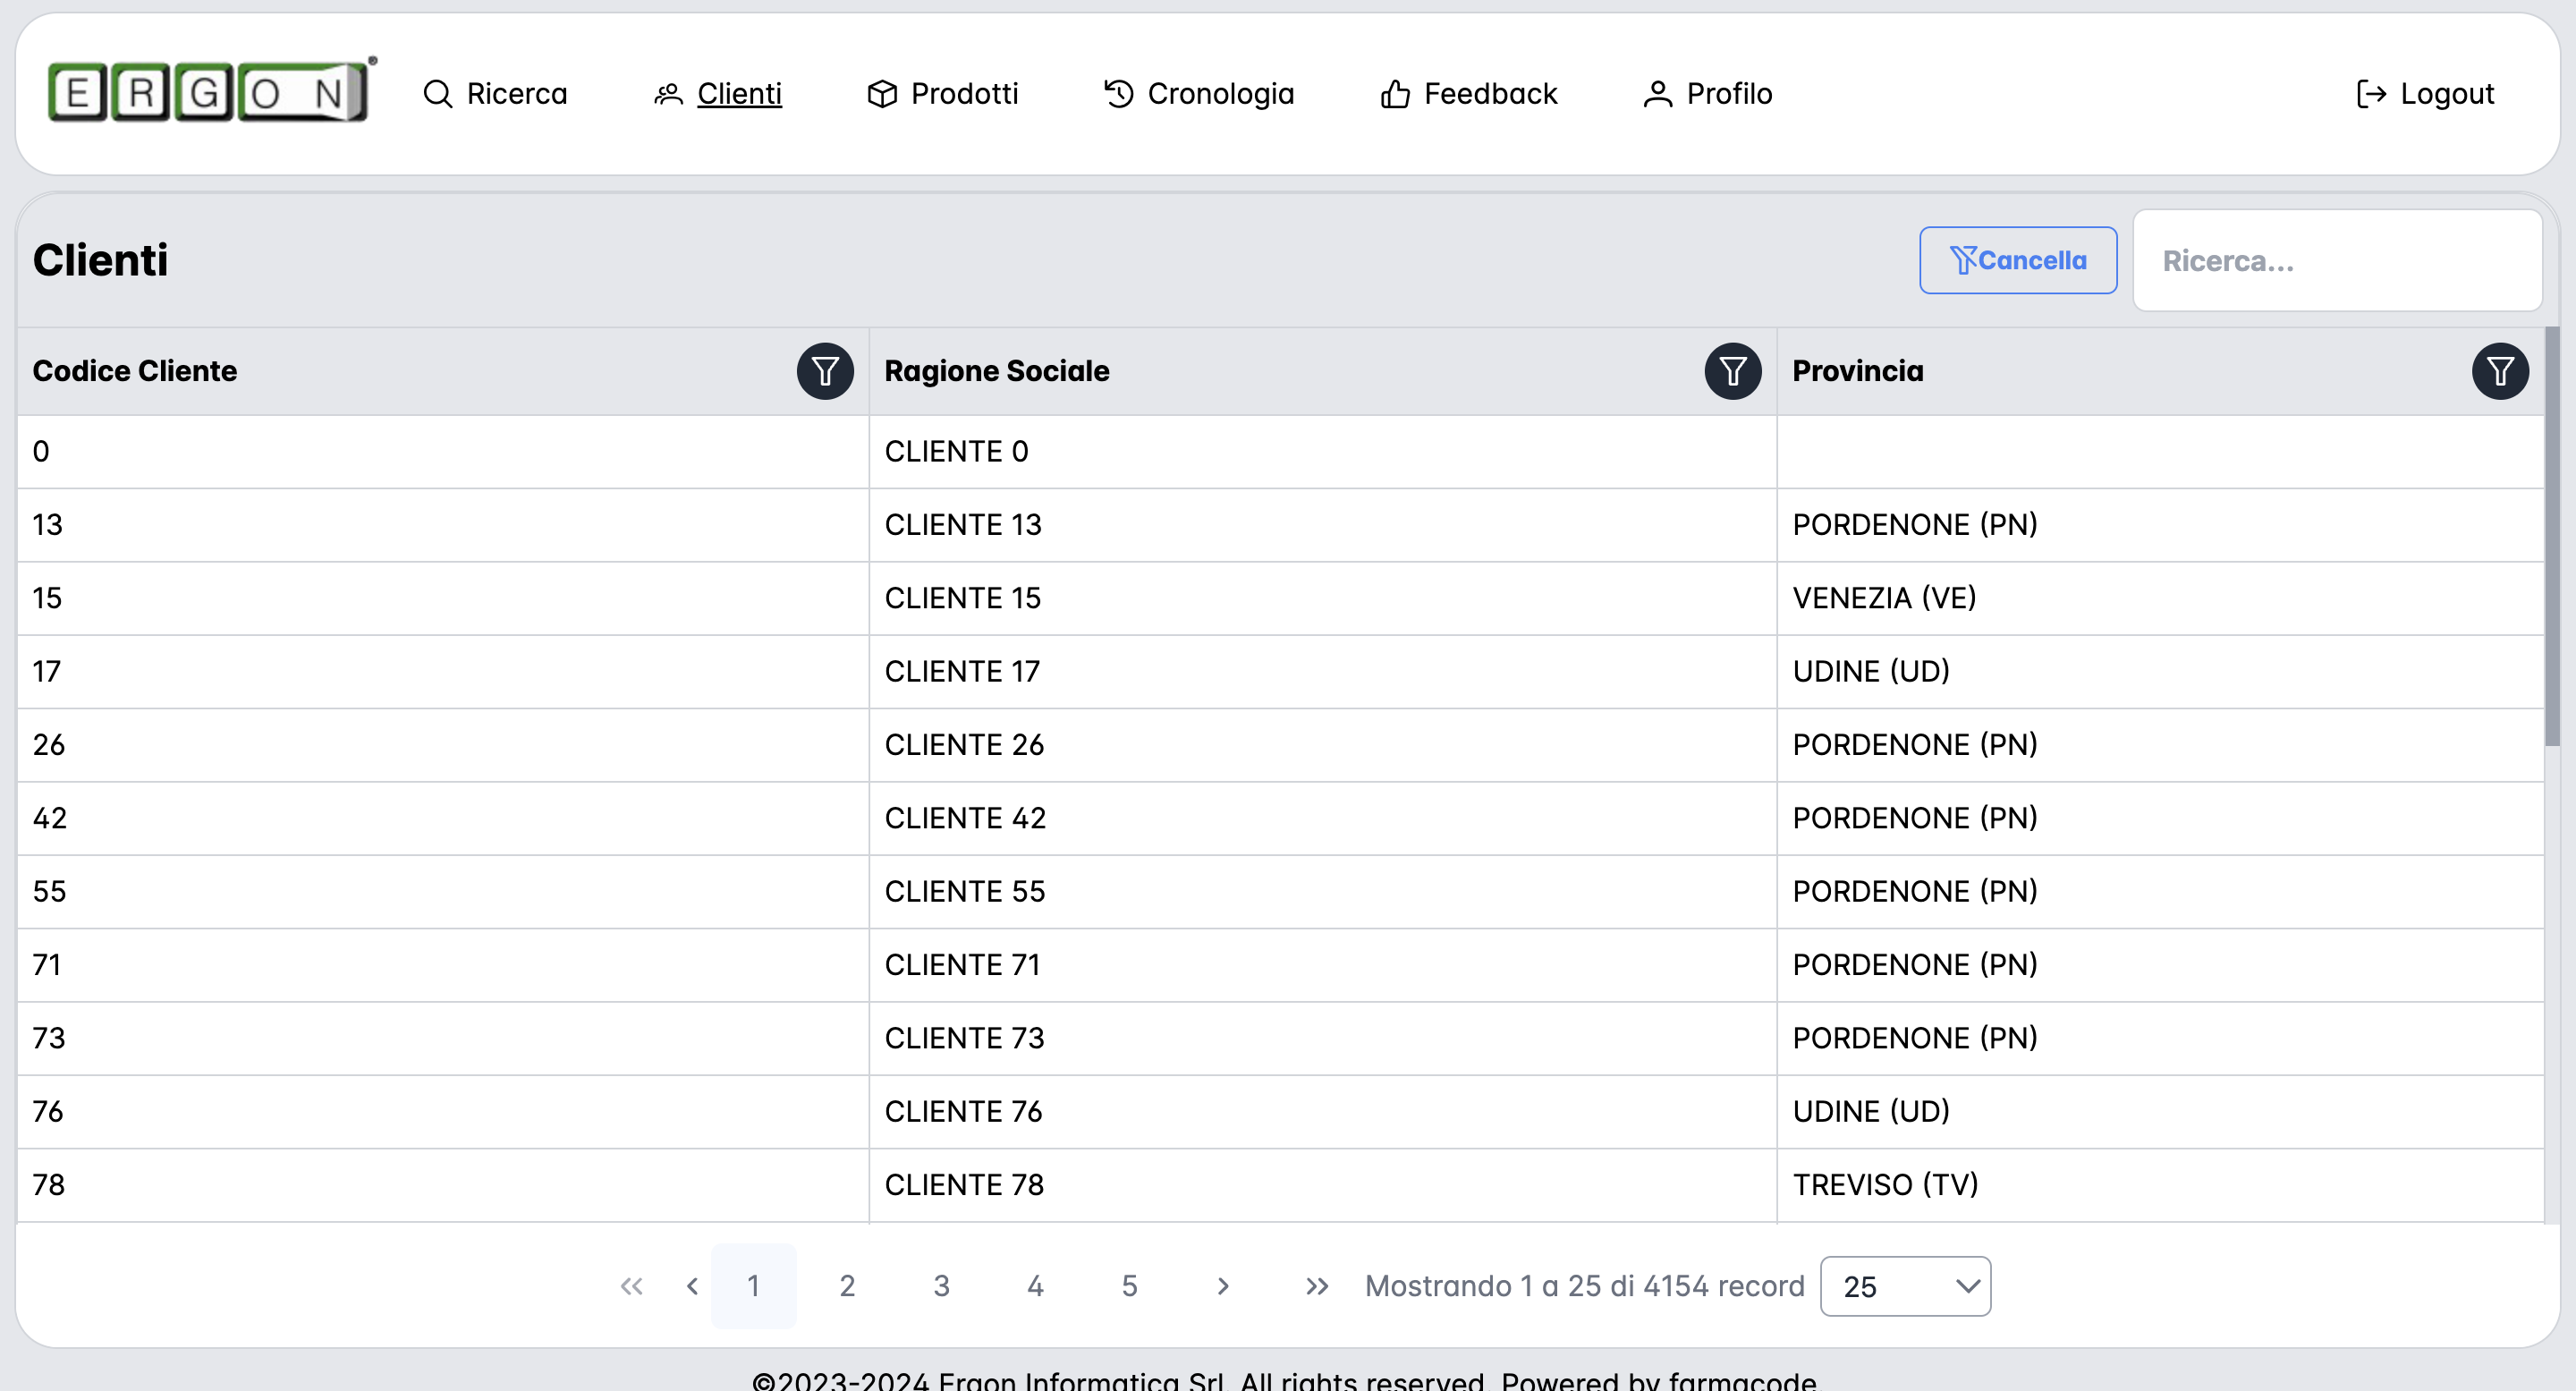 ERGON® Ricerca Clienti Prodotti Cronologia Feedback Profilo Logout
Clienti Cancella Ricerca...
Codice Cliente Ragione Sociale Provincia
0 CLIENTE 0
13 CLIENTE 13 PORDENONE (PN)
15 CLIENTE 15 VENEZIA (VE)
17 CLIENTE 17 UDINE (UD)
26 CLIENTE 26 PORDENONE (PN)
42 CLIENTE 42 PORDENONE (PN)
55 CLIENTE 55 PORDENONE (PN)
71 CLIENTE 71 PORDENONE (PN)
73 CLIENTE 73 PORDENONE (PN)
76 CLIENTE 76 UDINE (UD)
78 CLIENTE 78 TREVISO (TV)
« ‹ 1 2 3 4 5 › » Mostrando 1 a 25 di 4154 record 25
©2023-2024 Ergon Informatica Srl. All rights reserved. Powered by farmacode.